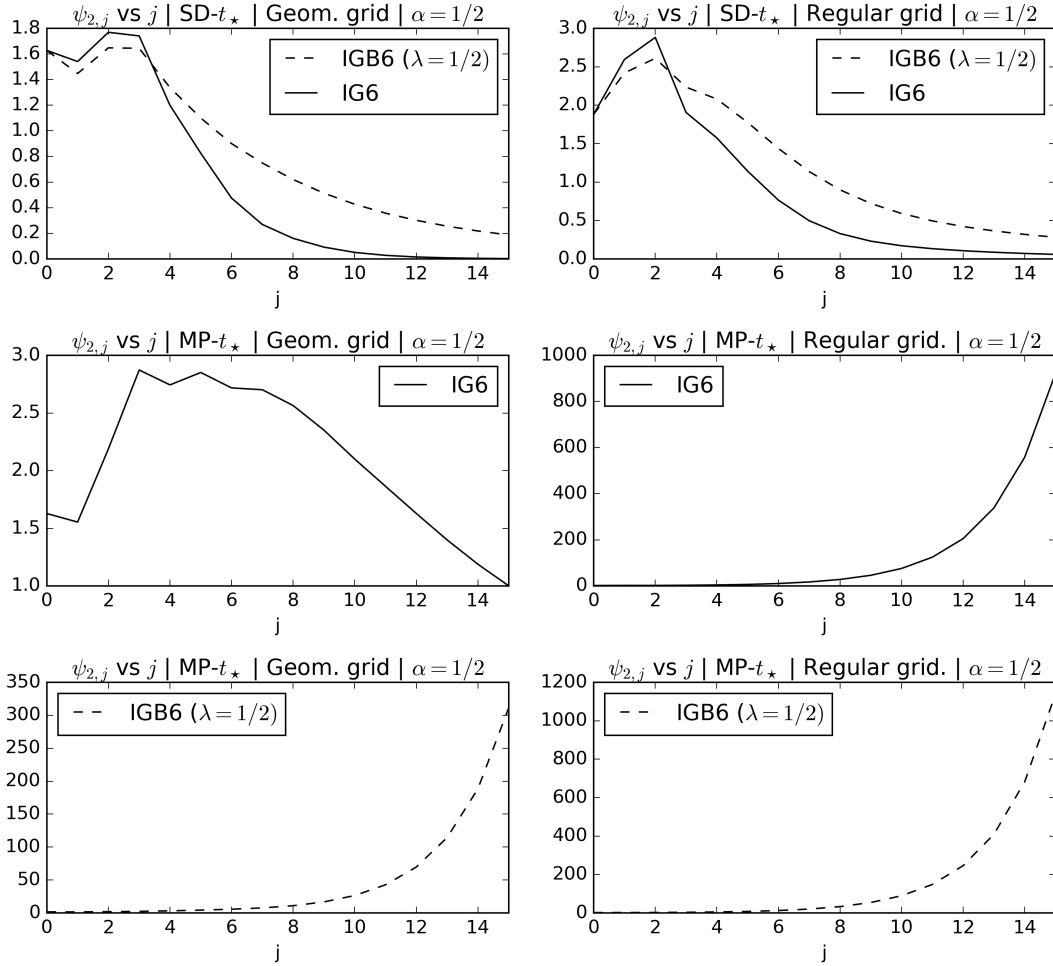 ψ₂,ⱼ vs j | SD-t⋆ | Geom. grid | α = 1/2
1.8
1.6
1.4
1.2
1.0
0.8
0.6
0.4
0.2
0.0
IGB6 (λ = 1/2)
IG6
0 2 4 6 8 10 12 14
j
ψ₂,ⱼ vs j | SD-t⋆ | Regular grid | α = 1/2
3.0
2.5
2.0
1.5
1.0
0.5
0.0
IGB6 (λ = 1/2)
IG6
0 2 4 6 8 10 12 14
j
ψ₂,ⱼ vs j | MP-t⋆ | Geom. grid | α = 1/2
3.0
2.5
2.0
1.5
1.0
IG6
0 2 4 6 8 10 12 14
j
ψ₂,ⱼ vs j | MP-t⋆ | Regular grid. | α = 1/2
1000
800
600
400
200
0
IG6
0 2 4 6 8 10 12 14
j
ψ₂,ⱼ vs j | MP-t⋆ | Geom. grid | α = 1/2
350
300
250
200
150
100
50
0
IGB6 (λ = 1/2)
0 2 4 6 8 10 12 14
j
ψ₂,ⱼ vs j | MP-t⋆ | Regular grid. | α = 1/2
1200
1000
800
600
400
200
0
IGB6 (λ = 1/2)
0 2 4 6 8 10 12 14
j